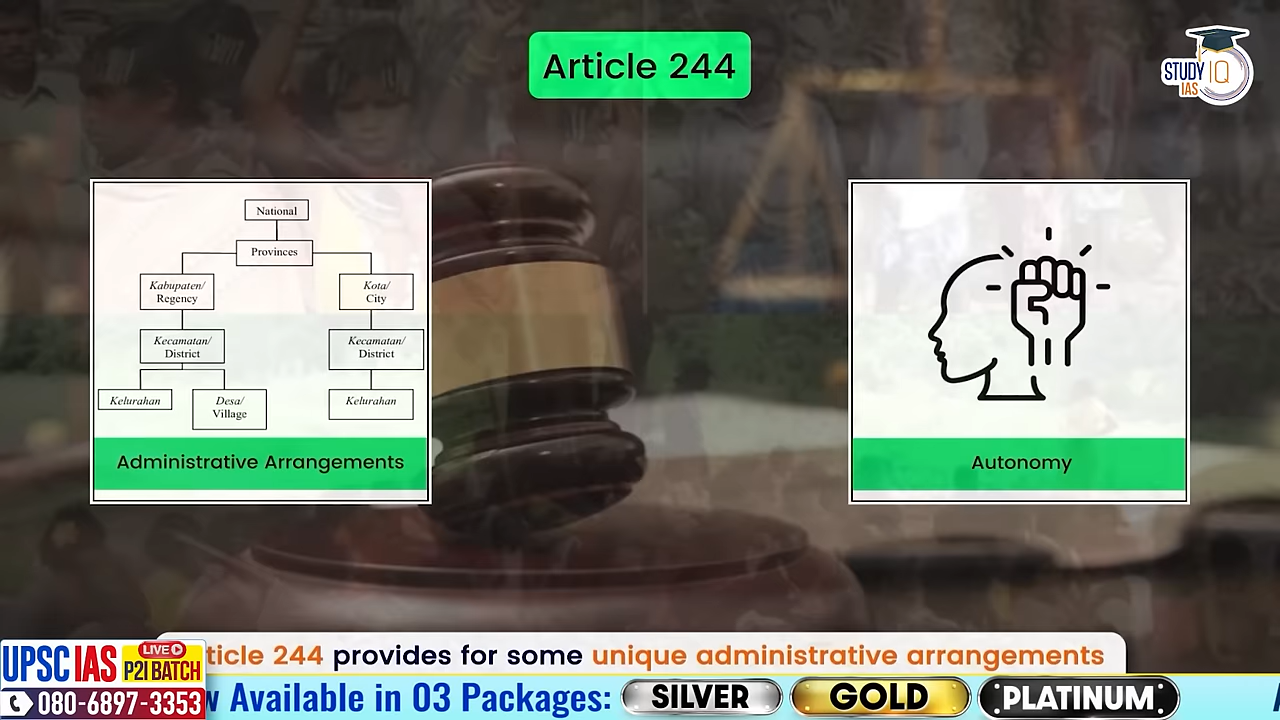 Article 244
STUDY IQ
IAS
National
Provinces
Kabupaten/
Regency
Kota/
City
Kecamatan/
District
Kecamatan/
District
Kelurahan
Desa/
Village
Kelurahan
Administrative Arrangements
Autonomy
ticle 244 provides for some unique administrative arrangements
UPSC IAS
LIVE
P2I BATCH
080-6897-3353
w Available in 03 Packages: SILVER GOLD PLATINUM